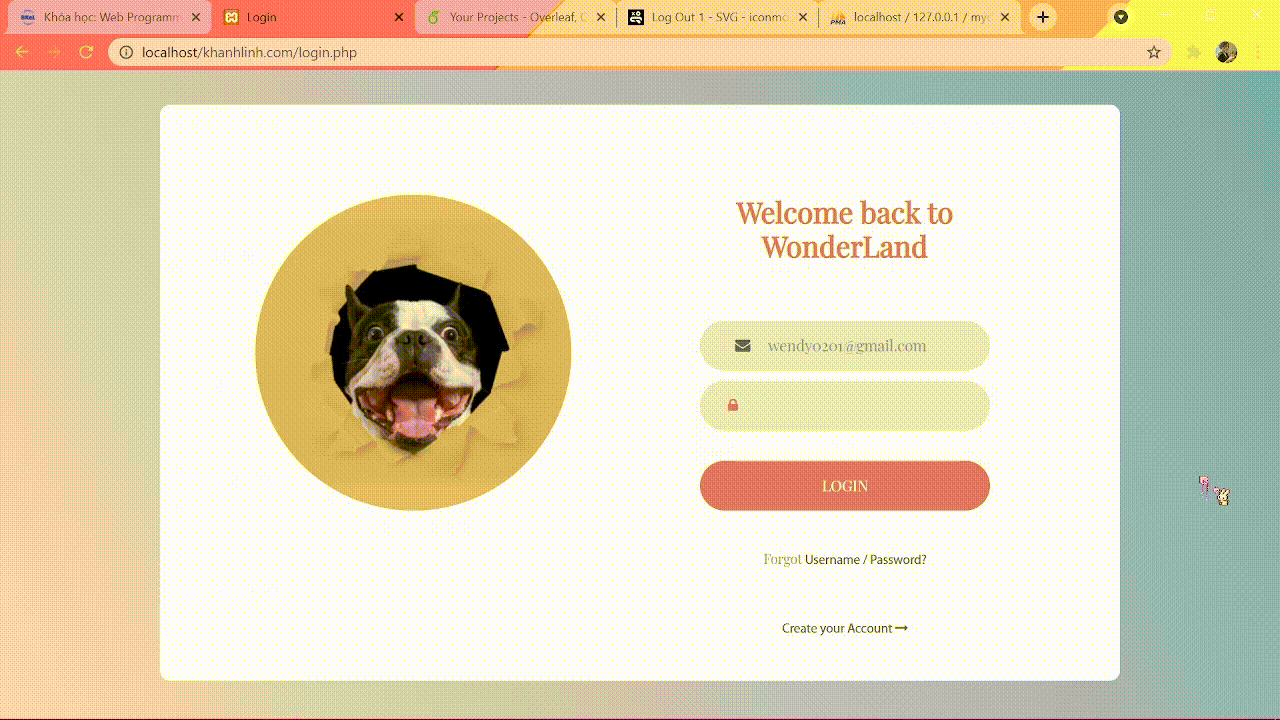 Khóa học: Web Programm
Login
Your Projects - Overleaf, O
Log Out 1 - SVG - iconmo
localhost / 127.0.0.1 / my
localhost/khanhlinh.com/login.php
Welcome back to
WonderLand
wendy0201@gmail.com
LOGIN
Forgot Username / Password?
Create your Account